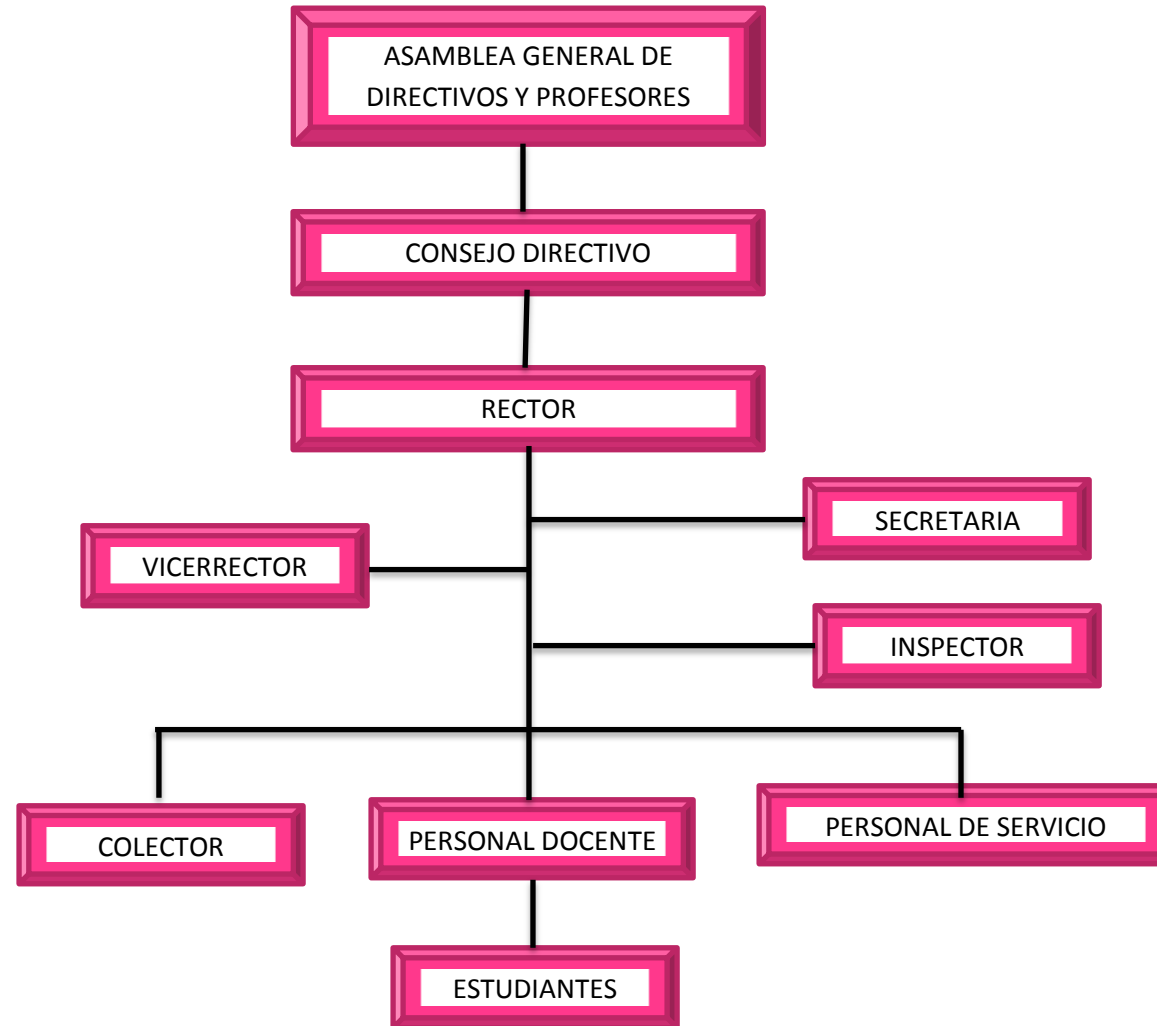 ASAMBLEA GENERAL DE
DIRECTIVOS Y PROFESORES
CONSEJO DIRECTIVO
RECTOR
SECRETARIA
VICERRECTOR
INSPECTOR
COLECTOR
PERSONAL DOCENTE
PERSONAL DE SERVICIO
ESTUDIANTES